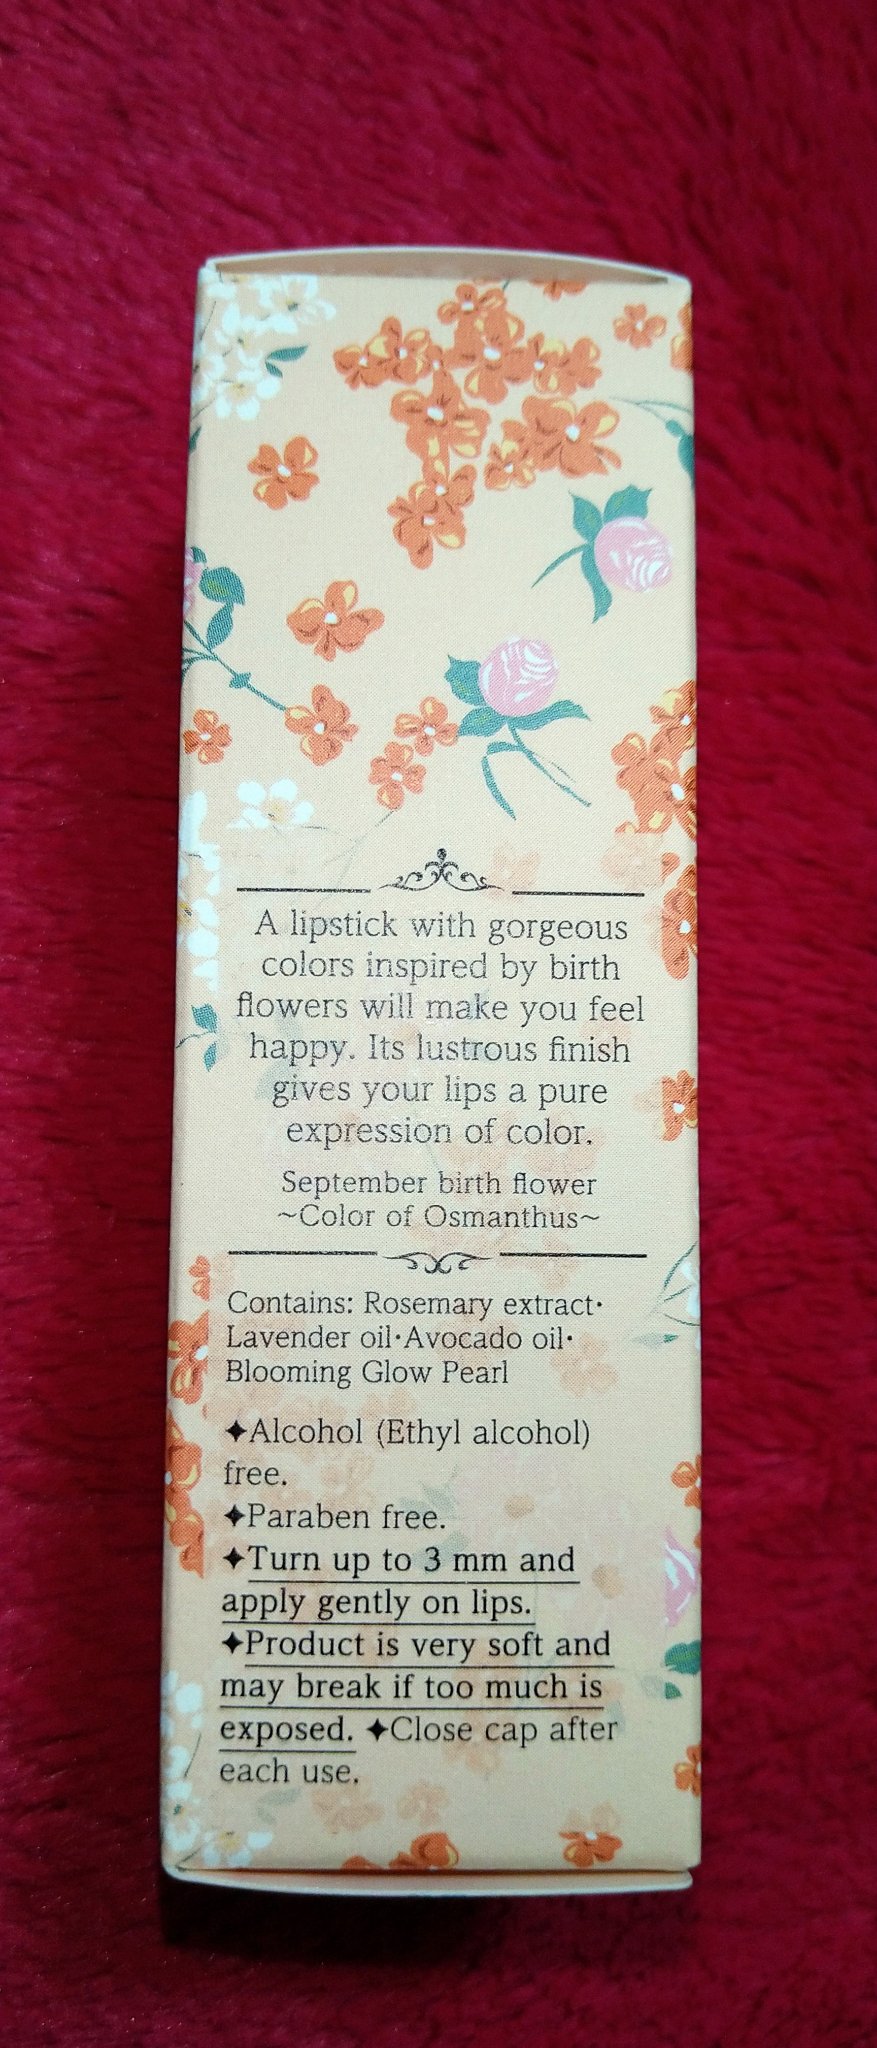 A lipstick with gorgeous
colors inspired by birth
flowers will make you feel
happy. Its lustrous finish
gives your lips a pure
expression of color.
September birth flower
~Color of Osmanthus~
Contains: Rosemary extract·
Lavender oil·Avocado oil·
Blooming Glow Pearl
✦Alcohol (Ethyl alcohol)
free.
✦Paraben free.
✦Turn up to 3 mm and
apply gently on lips.
✦Product is very soft and
may break if too much is
exposed. ✦Close cap after
each use.